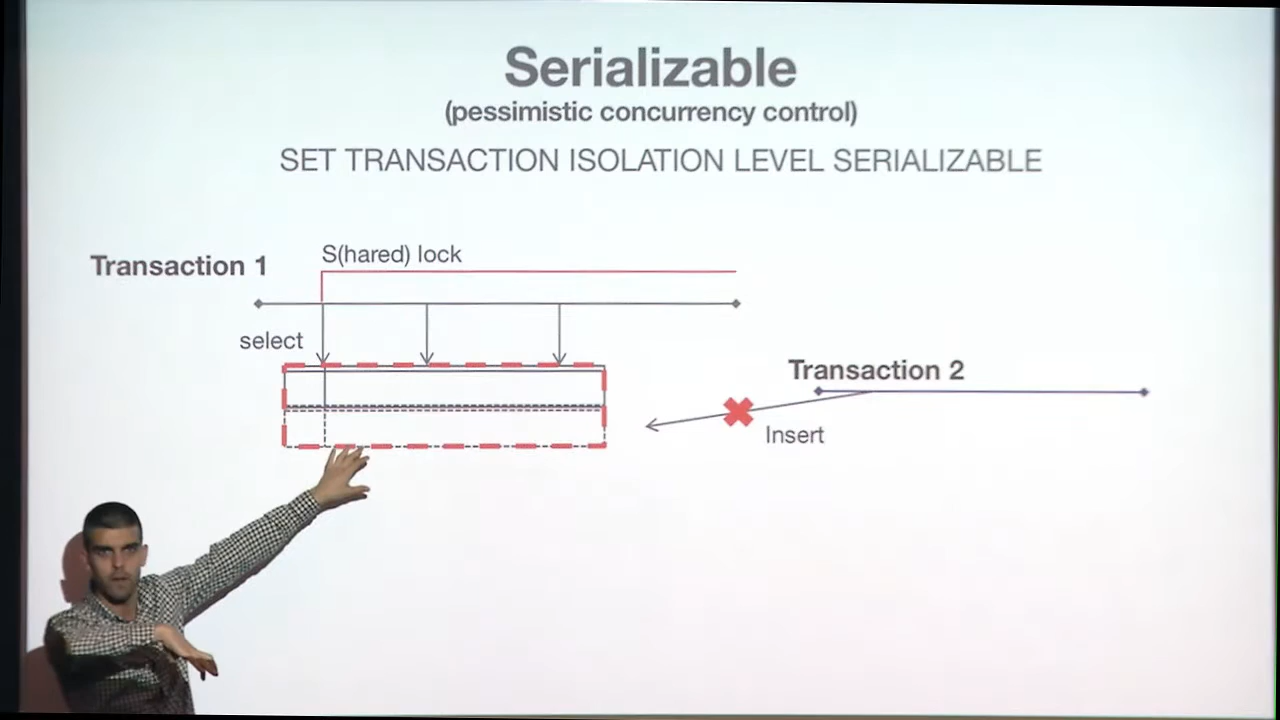 Serializable
(pessimistic concurrency control)
SET TRANSACTION ISOLATION LEVEL SERIALIZABLE
S(hared) lock
Transaction 1
select
Transaction 2
Insert